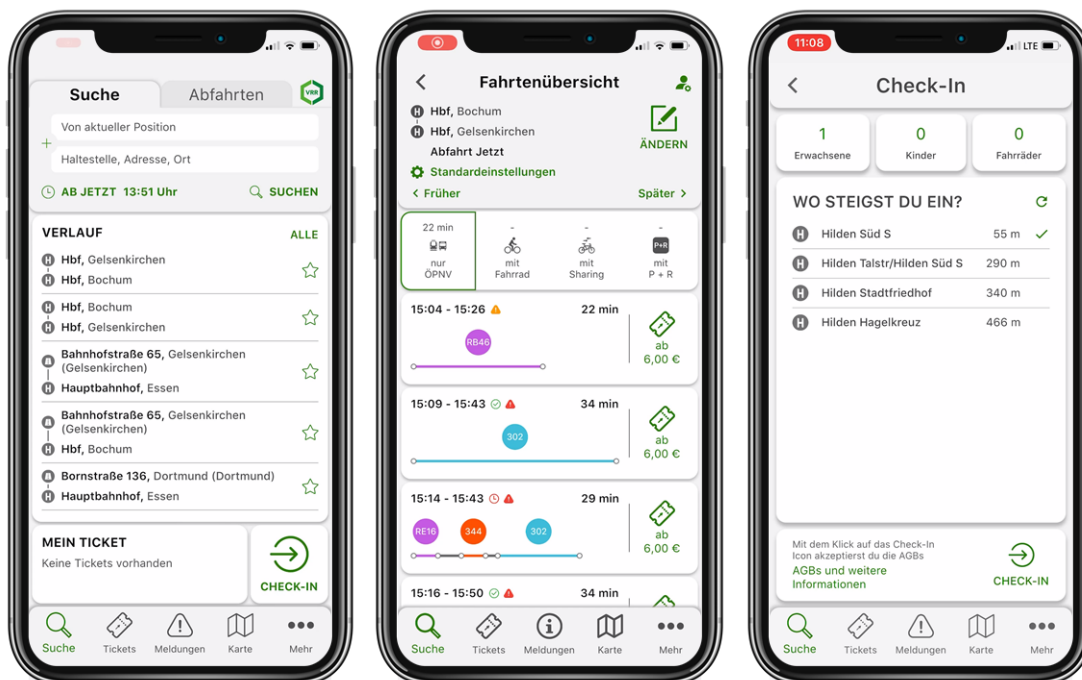 Suche
Abfahrten
VRR
Von aktueller Position
Haltestelle, Adresse, Ort
AB JETZT 13:51 Uhr
SUCHEN
VERLAUF
ALLE
H Hbf, Gelsenkirchen
H Hbf, Bochum
H Hbf, Bochum
H Hbf, Gelsenkirchen
Bahnhofstraße 65, Gelsenkirchen
(Gelsenkirchen)
H Hauptbahnhof, Essen
Bahnhofstraße 65, Gelsenkirchen
(Gelsenkirchen)
H Hbf, Bochum
Bornstraße 136, Dortmund (Dortmund)
H Hauptbahnhof, Essen
MEIN TICKET
Keine Tickets vorhanden
CHECK-IN
Suche
Tickets
Meldungen
Karte
Mehr
Fahrtenübersicht
H Hbf, Bochum
H Hbf, Gelsenkirchen
Abfahrt Jetzt
ÄNDERN
Standardeinstellungen
< Früher
Später >
22 min
nur
ÖPNV
-
mit
Fahrrad
-
mit
Sharing
-
P+R
mit
P + R
15:04 - 15:26
22 min
RB46
ab
6,00 €
15:09 - 15:43
34 min
302
ab
6,00 €
15:14 - 15:43
29 min
RE16
344
302
ab
6,00 €
15:16 - 15:50
34 min
Suche
Tickets
Meldungen
Karte
Mehr
11:08
LTE
Check-In
1
Erwachsene
0
Kinder
0
Fahrräder
WO STEIGST DU EIN?
H Hilden Süd S 55 m
H Hilden Talstr/Hilden Süd S 290 m
H Hilden Stadtfriedhof 340 m
H Hilden Hagelkreuz 466 m
Mit dem Klick auf das Check-In
Icon akzeptierst du die AGBs
AGBs und weitere
Informationen
CHECK-IN
Suche
Tickets
Meldungen
Karte
Mehr